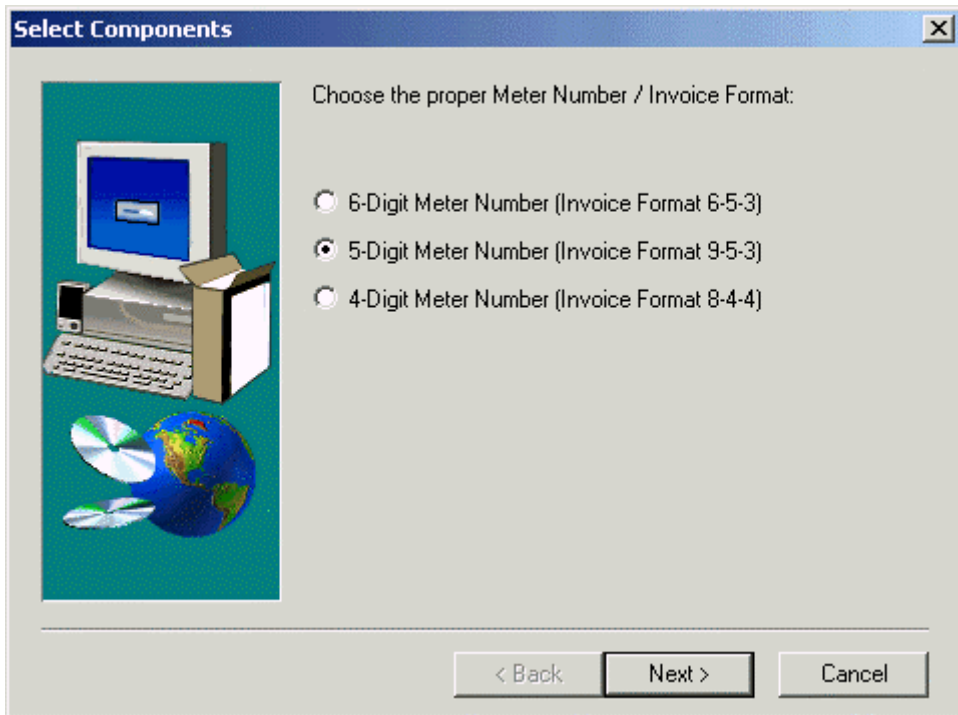 Select Components
Choose the proper Meter Number / Invoice Format:
6-Digit Meter Number (Invoice Format 6-5-3)
5-Digit Meter Number (Invoice Format 9-5-3)
4-Digit Meter Number (Invoice Format 8-4-4)
< Back
Next >
Cancel